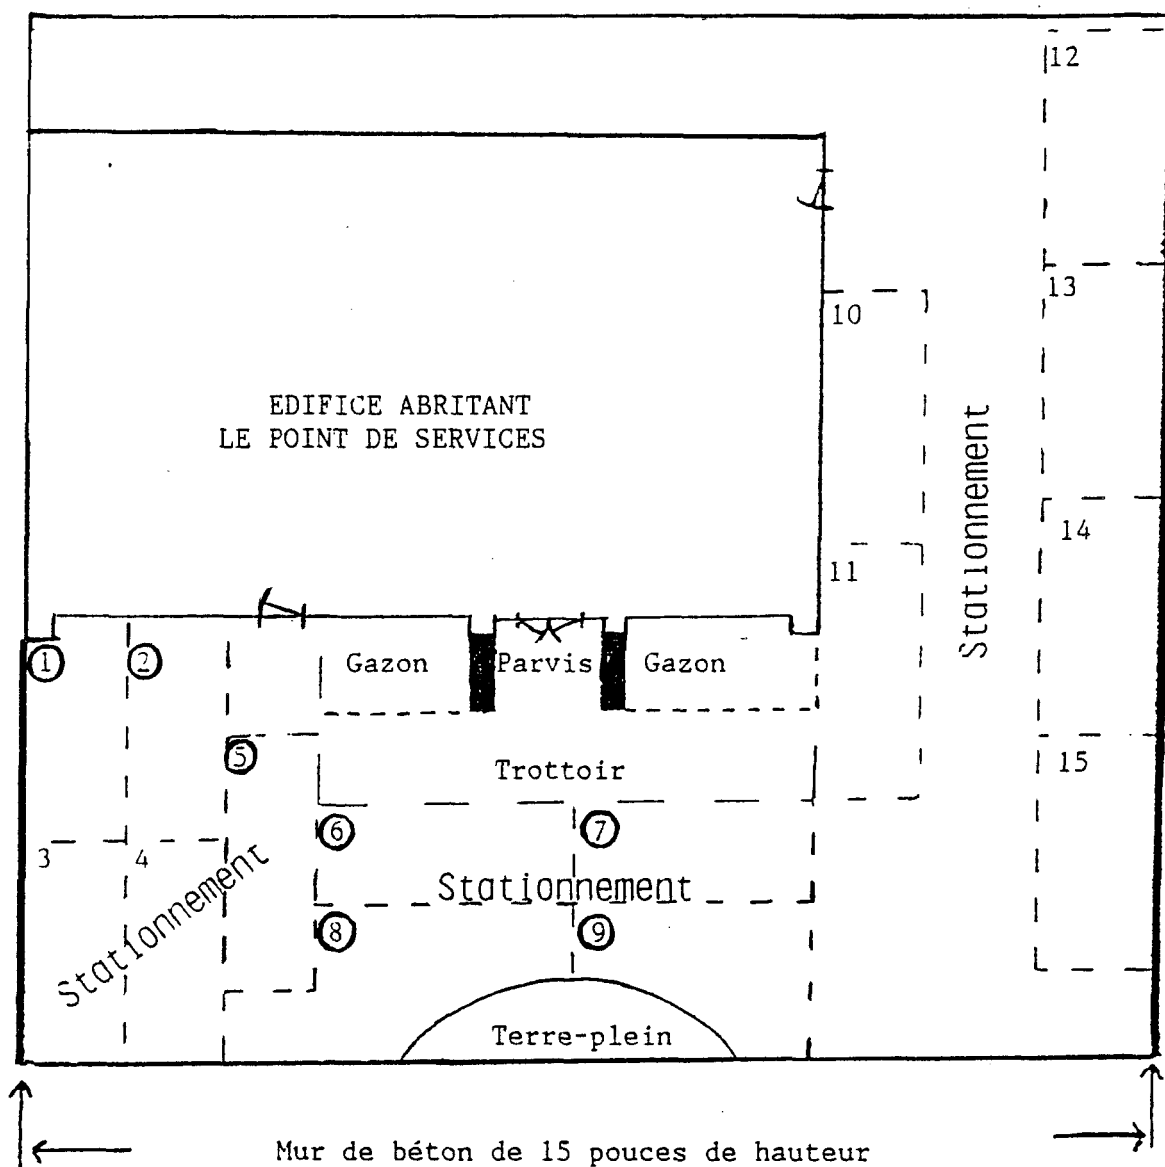 12
13
10
EDIFICE ABRITANT
LE POINT DE SERVICES
Stationnement
14
11
1
2
Gazon
Parvis
Gazon
5
Trottoir
15
6
7
3
4
Stationnement
Stationnement
8
9
Terre-plein
Mur de béton de 15 pouces de hauteur